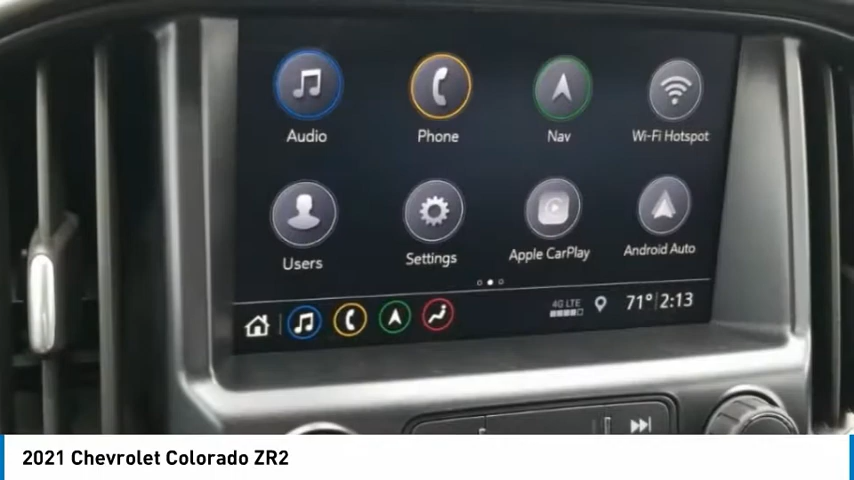 Audio Phone Nav Wi-Fi Hotspot
Users Settings Apple CarPlay Android Auto
4G LTE
71° 2:13
2021 Chevrolet Colorado ZR2